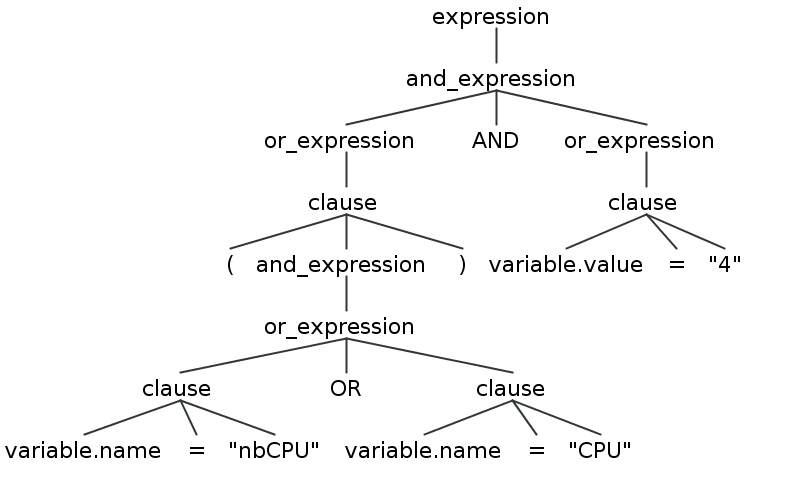 expression
and_expression
or_expression AND or_expression
clause clause
( and_expression ) variable.value = "4"
or_expression
clause OR clause
variable.name = "nbCPU" variable.name = "CPU"